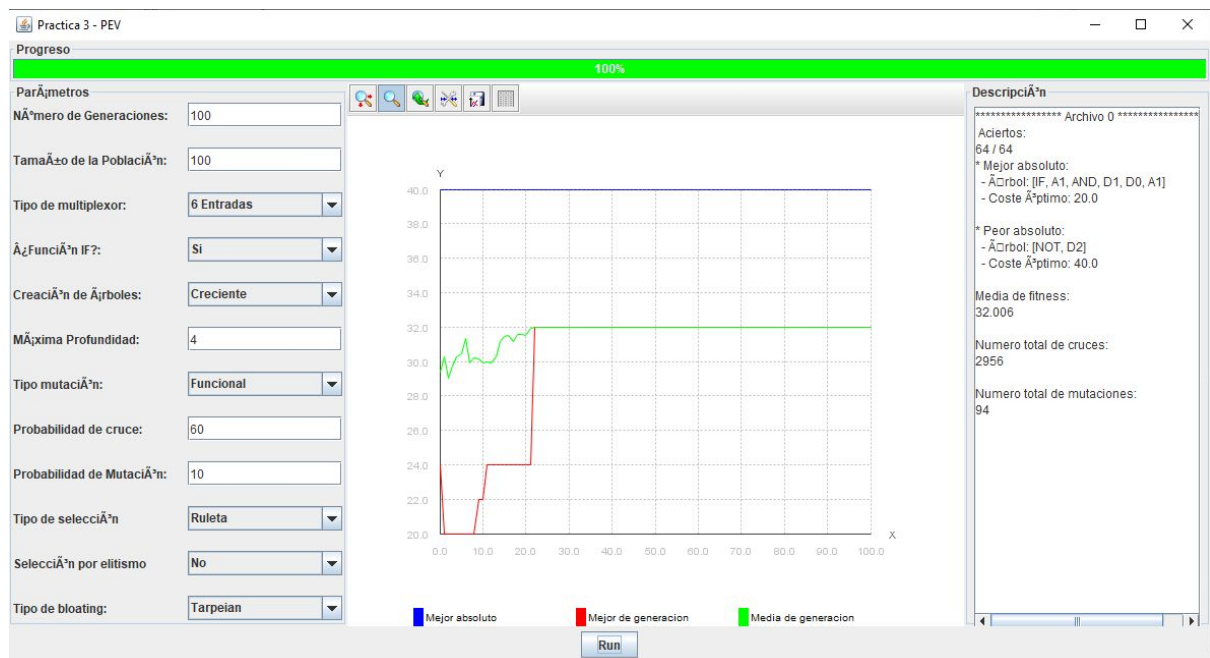 Practica 3 - PEV
Progreso
100%
ParÃ¡metros
NÃºmero de Generaciones:
100
TamaÃ±o de la PoblaciÃ³n:
100
Tipo de multiplexor:
6 Entradas
Â¿FunciÃ³n IF?:
Si
CreaciÃ³n de Ã¡rboles:
Creciente
MÃ¡xima Profundidad:
4
Tipo mutaciÃ³n:
Funcional
Probabilidad de cruce:
60
Probabilidad de MutaciÃ³n:
10
Tipo de selecciÃ³n
Ruleta
SelecciÃ³n por elitismo
No
Tipo de bloating:
Tarpeian
Y
40.0
38.0
36.0
34.0
32.0
30.0
28.0
26.0
24.0
22.0
20.0
X
0.0 10.0 20.0 30.0 40.0 50.0 60.0 70.0 80.0 90.0 100.0
Mejor absoluto Mejor de generacion Media de generacion
DescripciÃ³n
***************** Archivo 0 ****************
Aciertos:
64 / 64
* Mejor absoluto:
- Ã□rbol: [IF, A1, AND, D1, D0, A1]
- Coste Ã³ptimo: 20.0
* Peor absoluto:
- Ã□rbol: [NOT, D2]
- Coste Ã³ptimo: 40.0
Media de fitness:
32.006
Numero total de cruces:
2956
Numero total de mutaciones:
94
Run